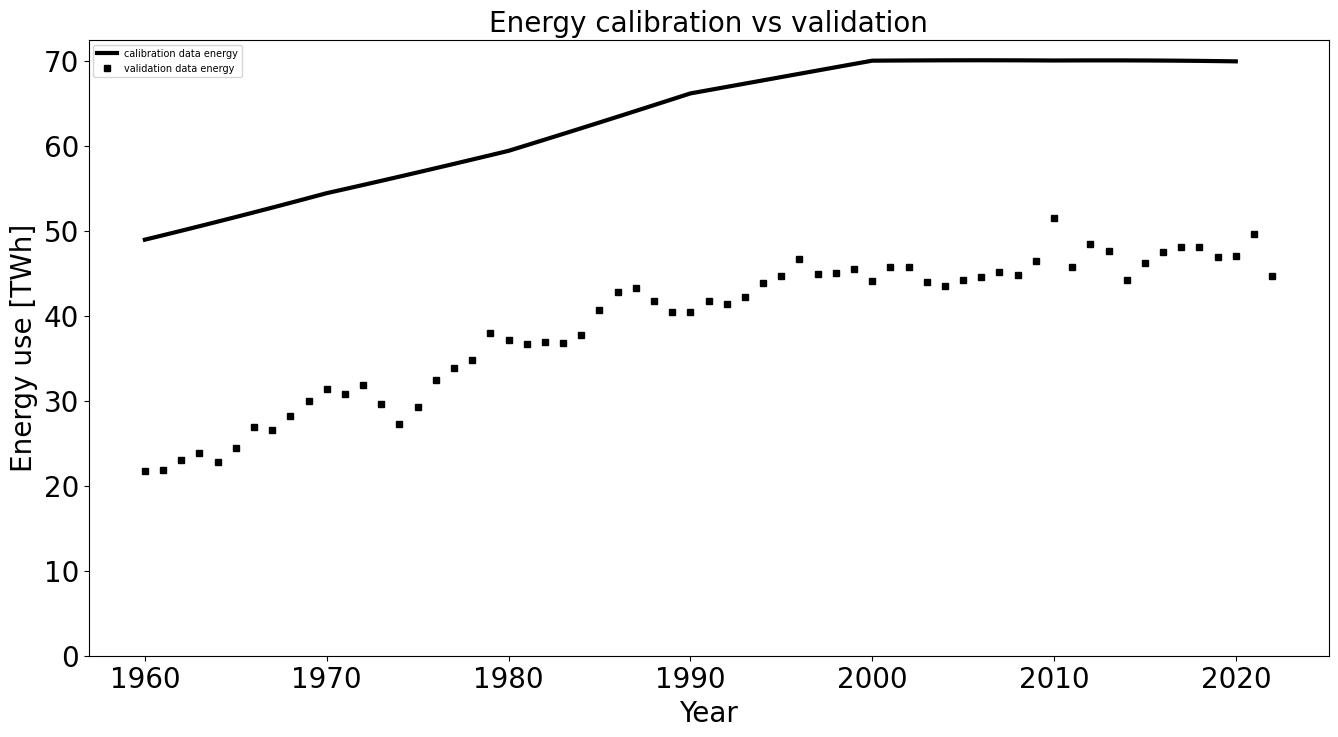 Energy calibration vs validation
calibration data energy
validation data energy
70
60
50
40
30
20
10
0
Energy use [TWh]
1960 1970 1980 1990 2000 2010 2020
Year